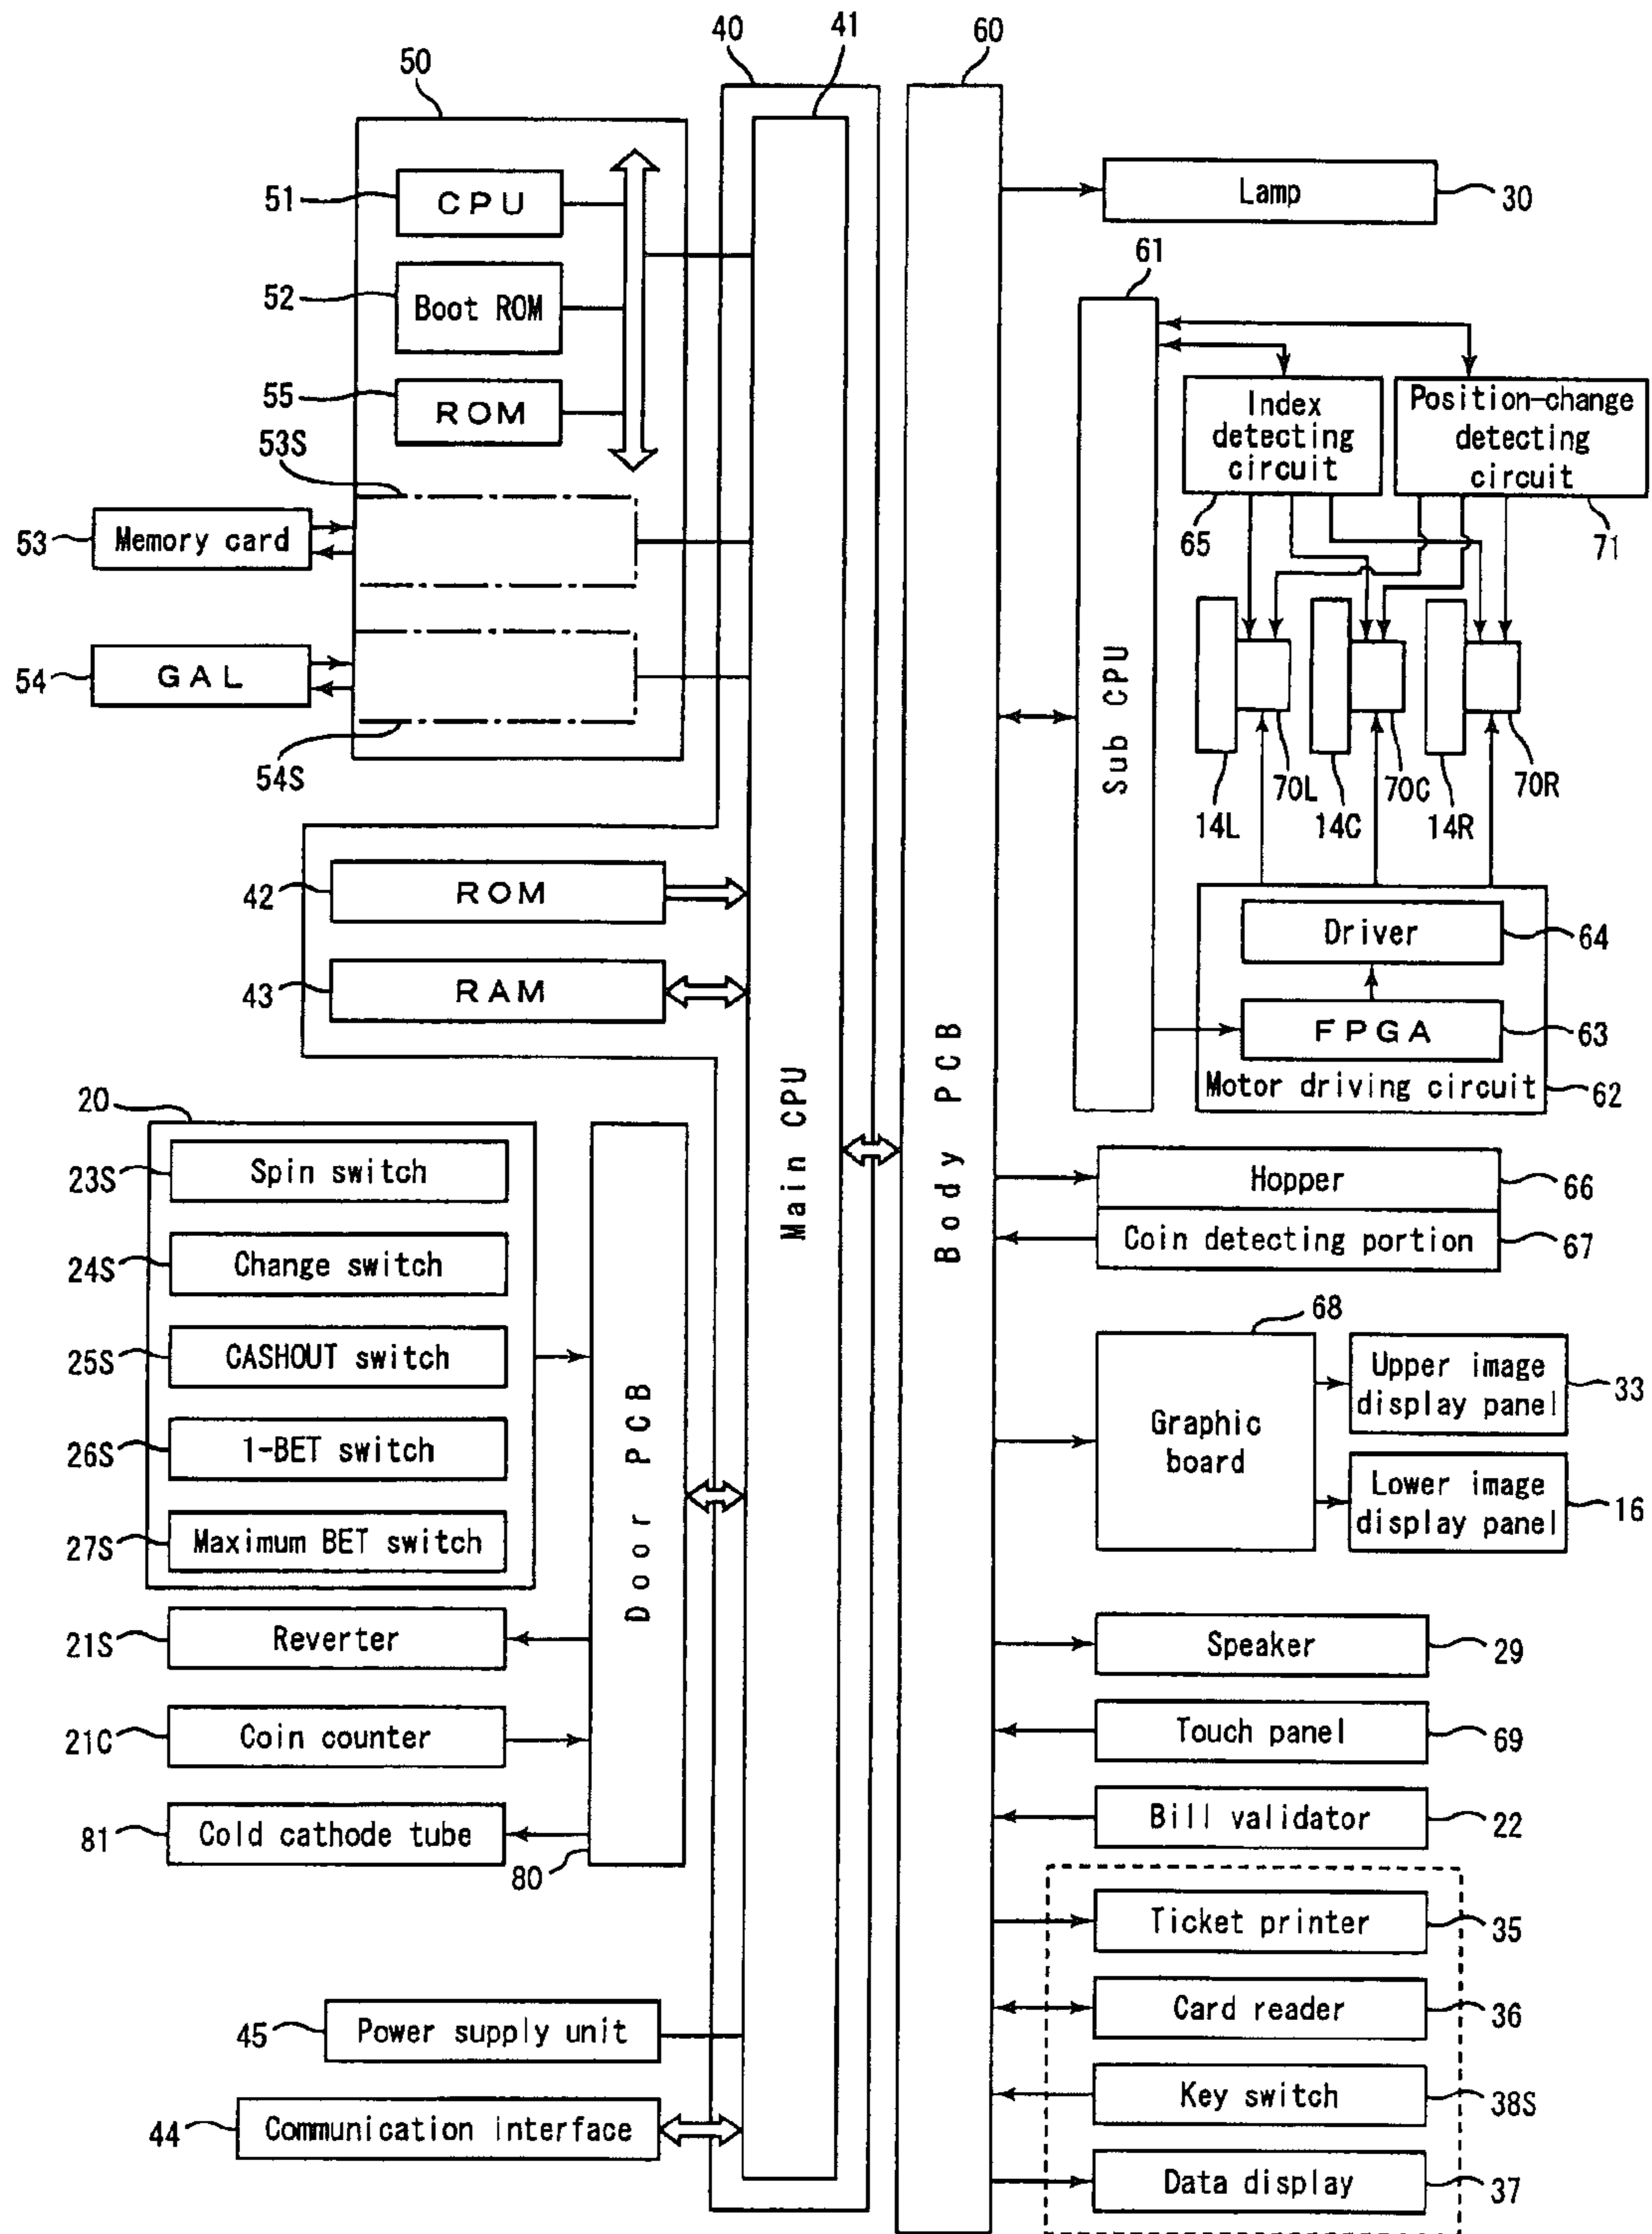 40
41
60
50
51
CPU
52
Boot ROM
55
ROM
53S
53
Memory card
54
GAL
54S
42
ROM
43
RAM
Main CPU
20
23S
Spin switch
24S
Change switch
25S
CASHOUT switch
26S
1-BET switch
27S
Maximum BET switch
21S
Reverter
21C
Coin counter
81
Cold cathode tube
Door PCB
80
45
Power supply unit
44
Communication interface
Body PCB
Lamp
30
61
Sub CPU
Index
detecting
circuit
65
Position-change
detecting
circuit
71
14L
70L
14C
70C
14R
70R
Driver
64
FPGA
63
Motor driving circuit
62
Hopper
66
Coin detecting portion
67
68
Graphic
board
Upper image
display panel
33
Lower image
display panel
16
Speaker
29
Touch panel
69
Bill validator
22
Ticket printer
35
Card reader
36
Key switch
38S
Data display
37